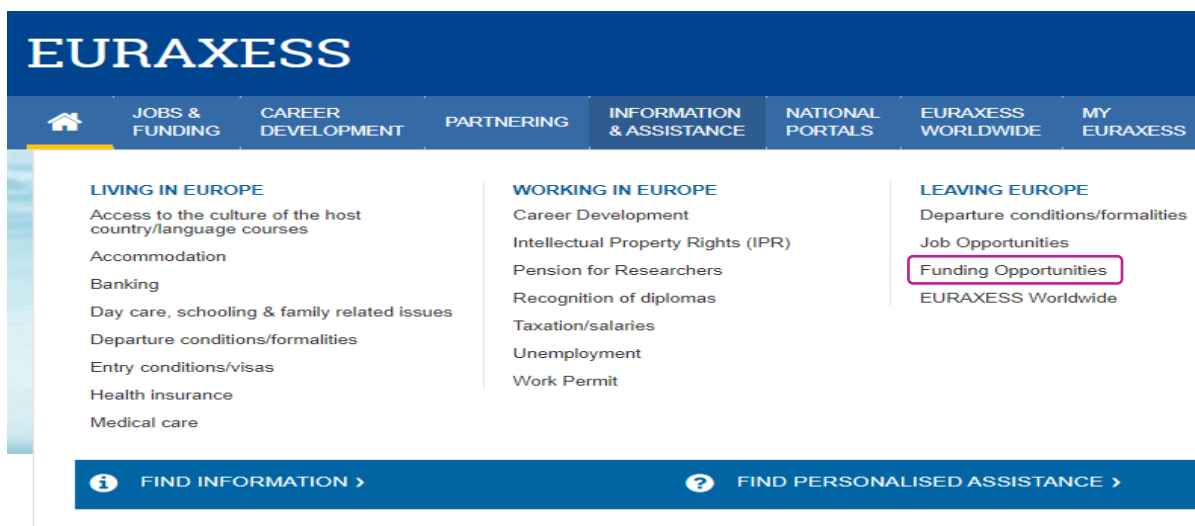 EURAXESS
JOBS &
FUNDING
CAREER
DEVELOPMENT
PARTNERING
INFORMATION
& ASSISTANCE
NATIONAL
PORTALS
EURAXESS
WORLDWIDE
MY
EURAXESS
LIVING IN EUROPE
Access to the culture of the host
country/language courses
Accommodation
Banking
Day care, schooling & family related issues
Departure conditions/formalities
Entry conditions/visas
Health insurance
Medical care
WORKING IN EUROPE
Career Development
Intellectual Property Rights (IPR)
Pension for Researchers
Recognition of diplomas
Taxation/salaries
Unemployment
Work Permit
LEAVING EUROPE
Departure conditions/formalities
Job Opportunities
Funding Opportunities
EURAXESS Worldwide
FIND INFORMATION >
FIND PERSONALISED ASSISTANCE >